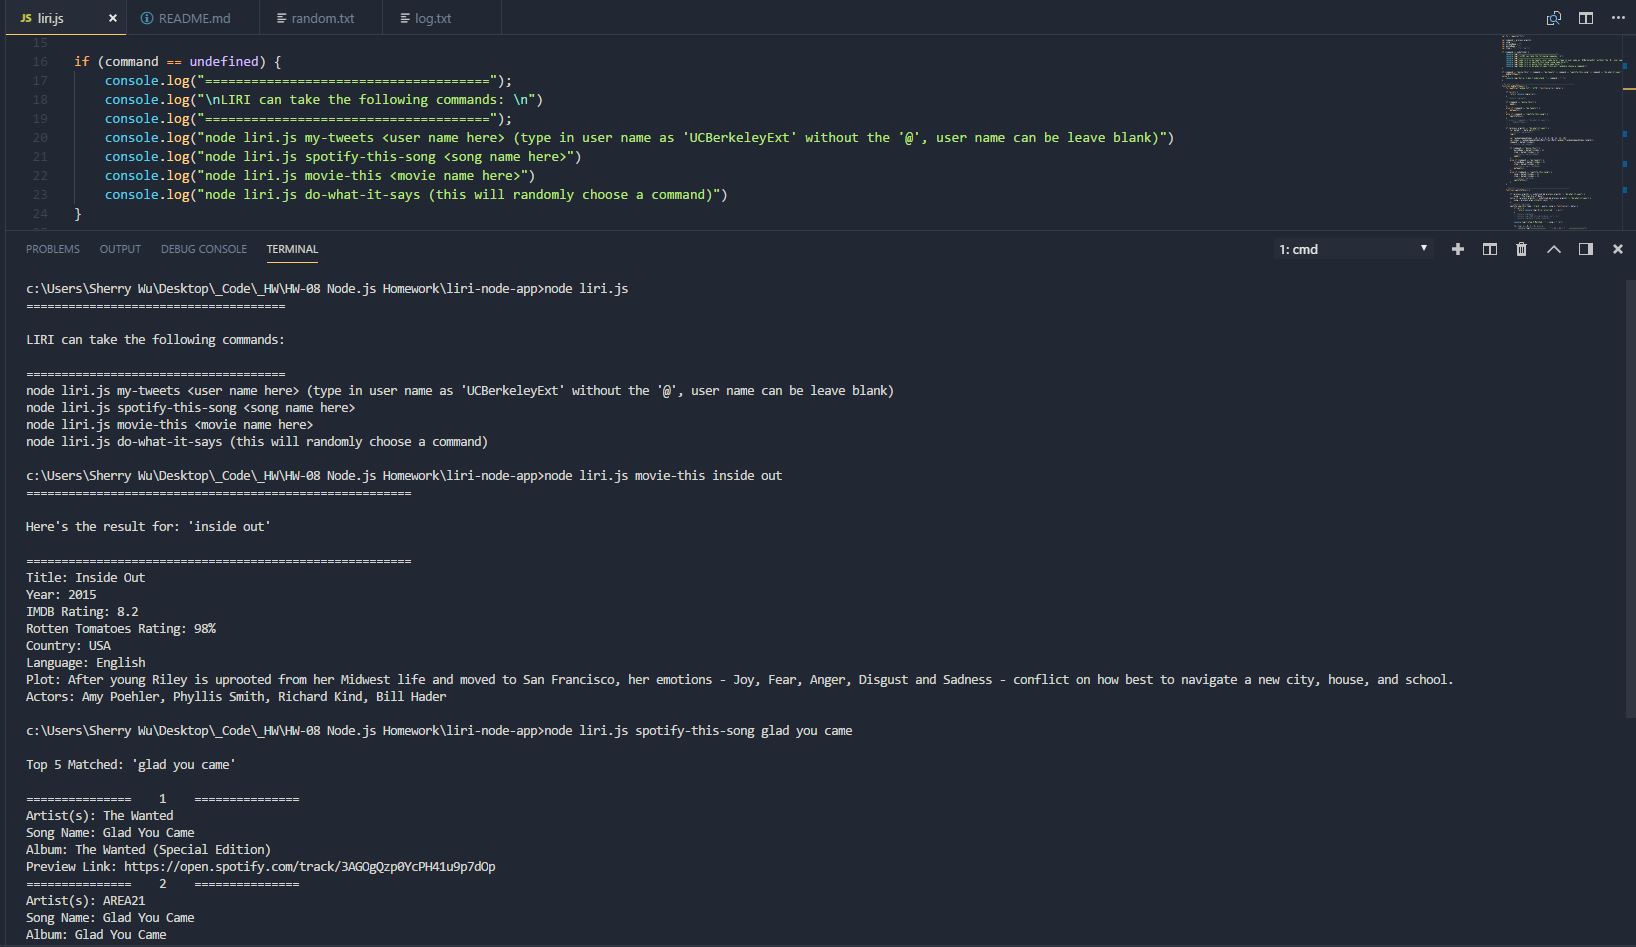 JS liri.js × README.md random.txt log.txt
15
16 if (command == undefined) {
17 console.log("=====================================");
18 console.log("\nLIRI can take the following commands: \n")
19 console.log("=====================================");
20 console.log("node liri.js my-tweets <user name here> (type in user name as 'UCBerkeleyExt' without the '@', user name can be leave blank)")
21 console.log("node liri.js spotify-this-song <song name here>")
22 console.log("node liri.js movie-this <movie name here>")
23 console.log("node liri.js do-what-it-says (this will randomly choose a command)")
24 }
PROBLEMS OUTPUT DEBUG CONSOLE TERMINAL 1: cmd
c:\Users\Sherry Wu\Desktop\_Code\_HW\HW-08 Node.js Homework\liri-node-app>node liri.js
=====================================
LIRI can take the following commands:
=====================================
node liri.js my-tweets <user name here> (type in user name as 'UCBerkeleyExt' without the '@', user name can be leave blank)
node liri.js spotify-this-song <song name here>
node liri.js movie-this <movie name here>
node liri.js do-what-it-says (this will randomly choose a command)
c:\Users\Sherry Wu\Desktop\_Code\_HW\HW-08 Node.js Homework\liri-node-app>node liri.js movie-this inside out
=======================================================
Here's the result for: 'inside out'
=======================================================
Title: Inside Out
Year: 2015
IMDB Rating: 8.2
Rotten Tomatoes Rating: 98%
Country: USA
Language: English
Plot: After young Riley is uprooted from her Midwest life and moved to San Francisco, her emotions - Joy, Fear, Anger, Disgust and Sadness - conflict on how best to navigate a new city, house, and school.
Actors: Amy Poehler, Phyllis Smith, Richard Kind, Bill Hader
c:\Users\Sherry Wu\Desktop\_Code\_HW\HW-08 Node.js Homework\liri-node-app>node liri.js spotify-this-song glad you came
Top 5 Matched: 'glad you came'
=============== 1 ===============
Artist(s): The Wanted
Song Name: Glad You Came
Album: The Wanted (Special Edition)
Preview Link: https://open.spotify.com/track/3AGOgQzp0YcPH41u9p7dOp
=============== 2 ===============
Artist(s): AREA21
Song Name: Glad You Came
Album: Glad You Came